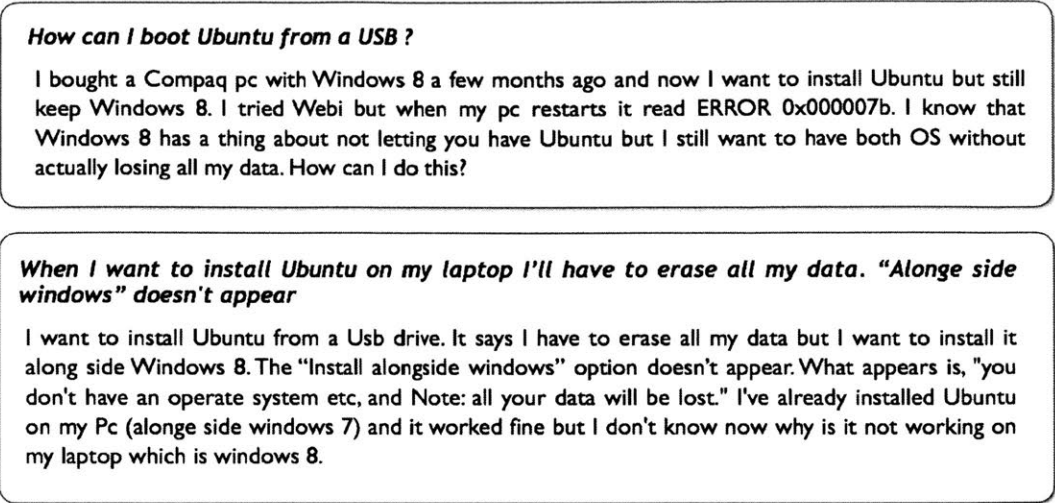 How can I boot Ubuntu from a USB ?
I bought a Compaq pc with Windows 8 a few months ago and now I want to install Ubuntu but still
keep Windows 8. I tried Webi but when my pc restarts it read ERROR 0x000007b. I know that
Windows 8 has a thing about not letting you have Ubuntu but I still want to have both OS without
actually losing all my data. How can I do this?
When I want to install Ubuntu on my laptop I'll have to erase all my data. “Alonge side
windows” doesn't appear
I want to install Ubuntu from a Usb drive. It says I have to erase all my data but I want to install it
along side Windows 8. The “Install alongside windows” option doesn't appear. What appears is, "you
don't have an operate system etc, and Note: all your data will be lost." I've already installed Ubuntu
on my Pc (alonge side windows 7) and it worked fine but I don't know now why is it not working on
my laptop which is windows 8.